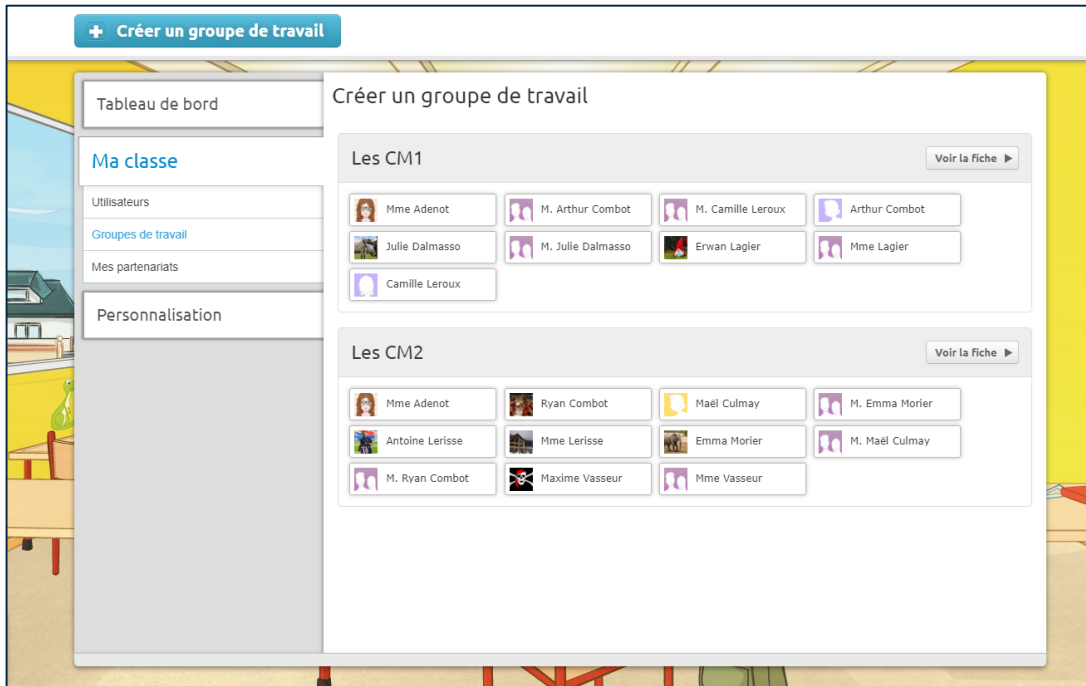 Créer un groupe de travail
Tableau de bord
Ma classe
Utilisateurs
Groupes de travail
Mes partenariats
Personnalisation
Créer un groupe de travail
Les CM1
Voir la fiche
Mme Adenot
M. Arthur Combot
M. Camille Leroux
Arthur Combot
Julie Dalmasso
M. Julie Dalmasso
Erwan Lagier
Mme Lagier
Camille Leroux
Les CM2
Voir la fiche
Mme Adenot
Ryan Combot
Maël Culmay
M. Emma Morier
Antoine Lerisse
Mme Lerisse
Emma Morier
M. Maël Culmay
M. Ryan Combot
Maxime Vasseur
Mme Vasseur